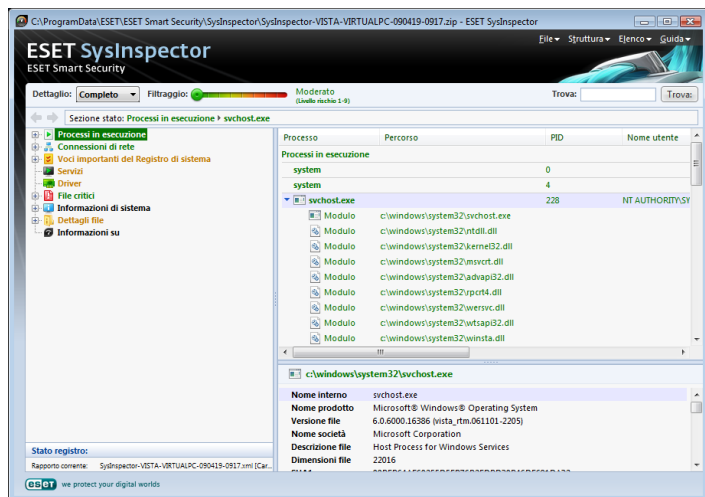 C:\ProgramData\ESET\ESET Smart Security\SysInspector\SysInspector-VISTA-VIRTUALPC-090419-0917.zip - ESET SysInspector
ESET SysInspector
ESET Smart Security
File Struttura Elenco Guida
Dettaglio: Completo Filtraggio: Moderato
(Livello rischio 1-9)
Trova: Trova:
Sezione stato: Processi in esecuzione svchost.exe
Processi in esecuzione
Connessioni di rete
Voci importanti del Registro di sistema
Servizi
Driver
File critici
Informazioni di sistema
Dettagli file
Informazioni su
Processo Percorso PID Nome utente
Processi in esecuzione
system 0
system 4
svchost.exe 228 NT AUTHORITY\SY
Modulo c:\windows\system32\svchost.exe
Modulo c:\windows\system32\ntdll.dll
Modulo c:\windows\system32\kernel32.dll
Modulo c:\windows\system32\msvcrt.dll
Modulo c:\windows\system32\advapi32.dll
Modulo c:\windows\system32\rpcrt4.dll
Modulo c:\windows\system32\wersvc.dll
Modulo c:\windows\system32\wtsapi32.dll
Modulo c:\windows\system32\winsta.dll
c:\windows\system32\svchost.exe
Nome interno svchost.exe
Nome prodotto Microsoft® Windows® Operating System
Versione file 6.0.6000.16386 (vista_rtm.061101-2205)
Nome società Microsoft Corporation
Descrizione file Host Process for Windows Services
Dimensioni file 22016
Stato registro:
Rapporto corrente: SysInspector-VISTA-VIRTUALPC-090419-0917.xml [Car...
eset we protect your digital worlds